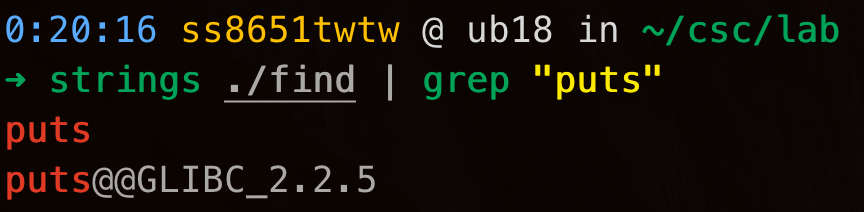 0:20:16 ss8651twtw @ ub18 in ~/csc/lab
→ strings ./find | grep "puts"
puts
puts@@GLIBC_2.2.5